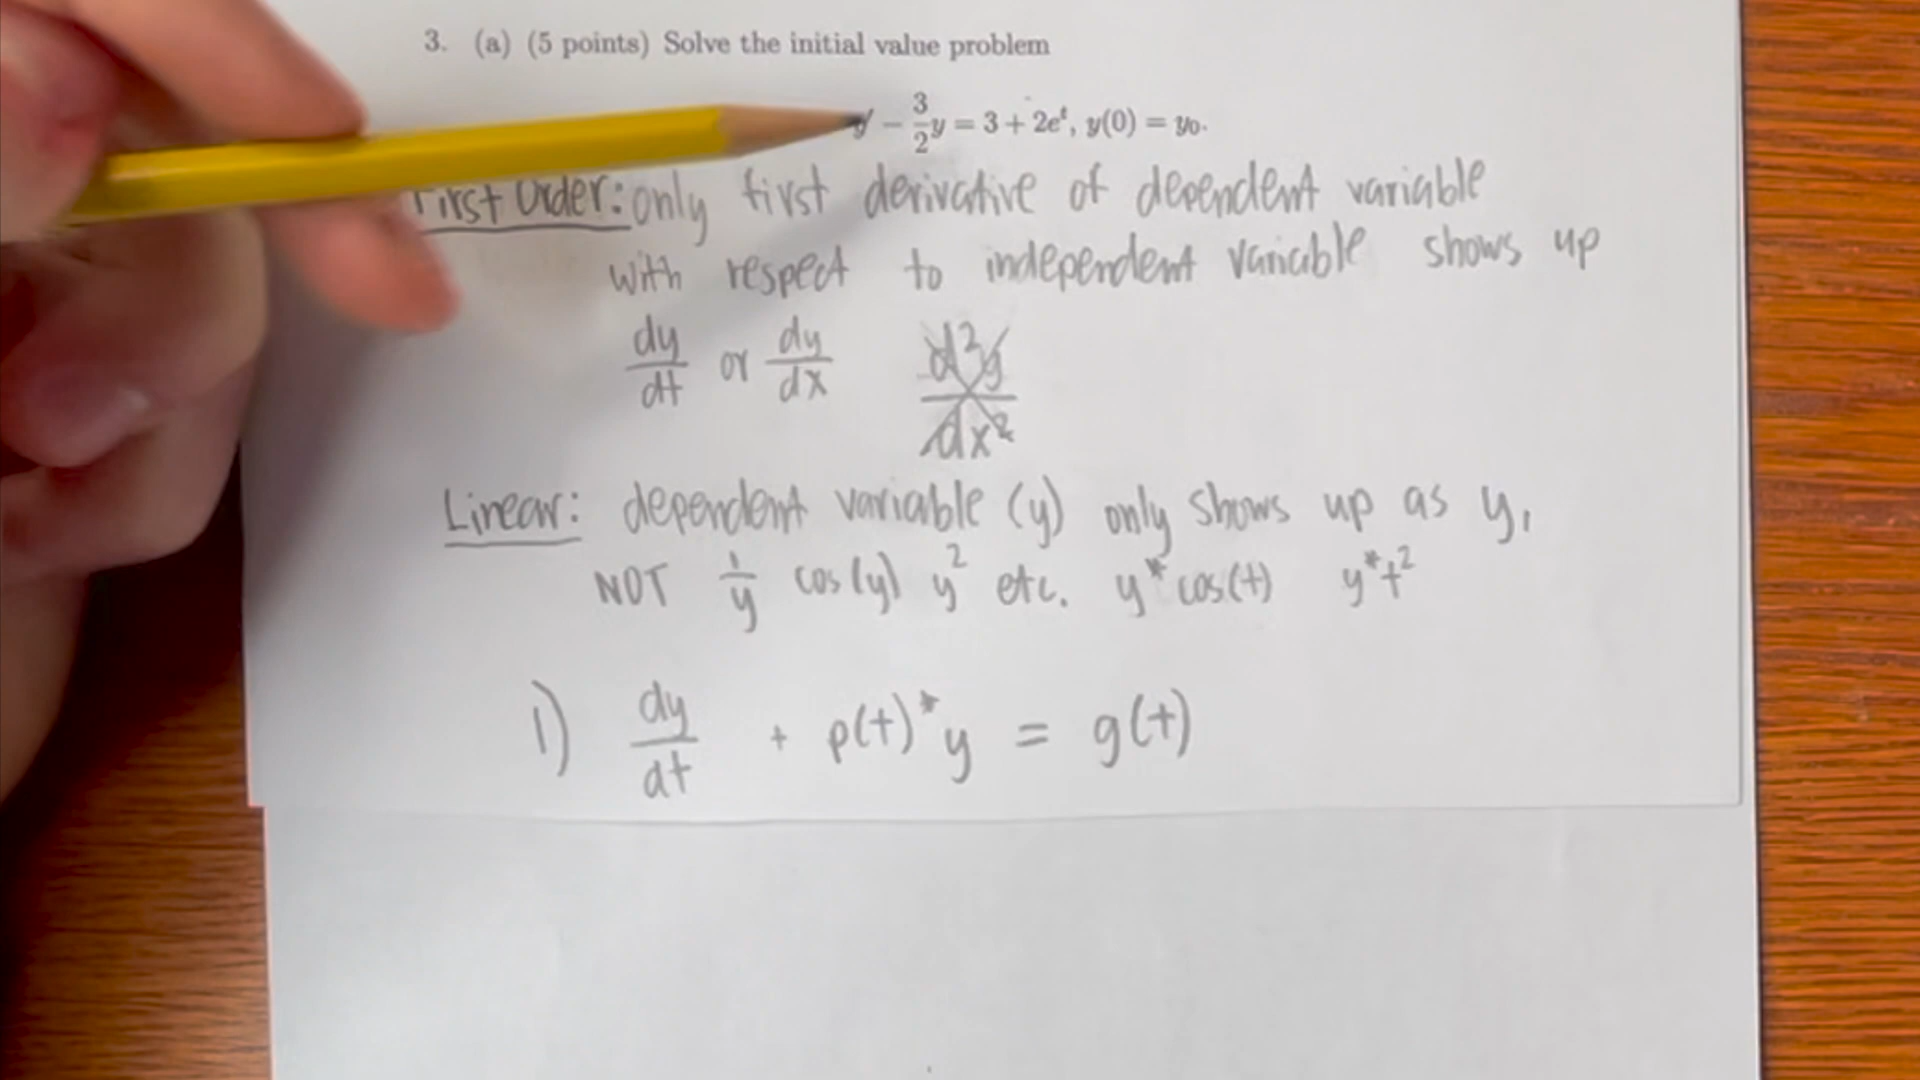 3. (a) (5 points) Solve the initial value problem
y' - 3/2 y = 3 + 2e^t, y(0) = y₀.
First Order: only first derivative of dependent variable
with respect to independent variable shows up
dy/dt or dy/dx d²y/dx²
Linear: dependent variable (y) only shows up as y,
NOT 1/y cos(y) y² etc. y*cos(t) y*t²
1) dy/dt + p(t)*y = g(t)